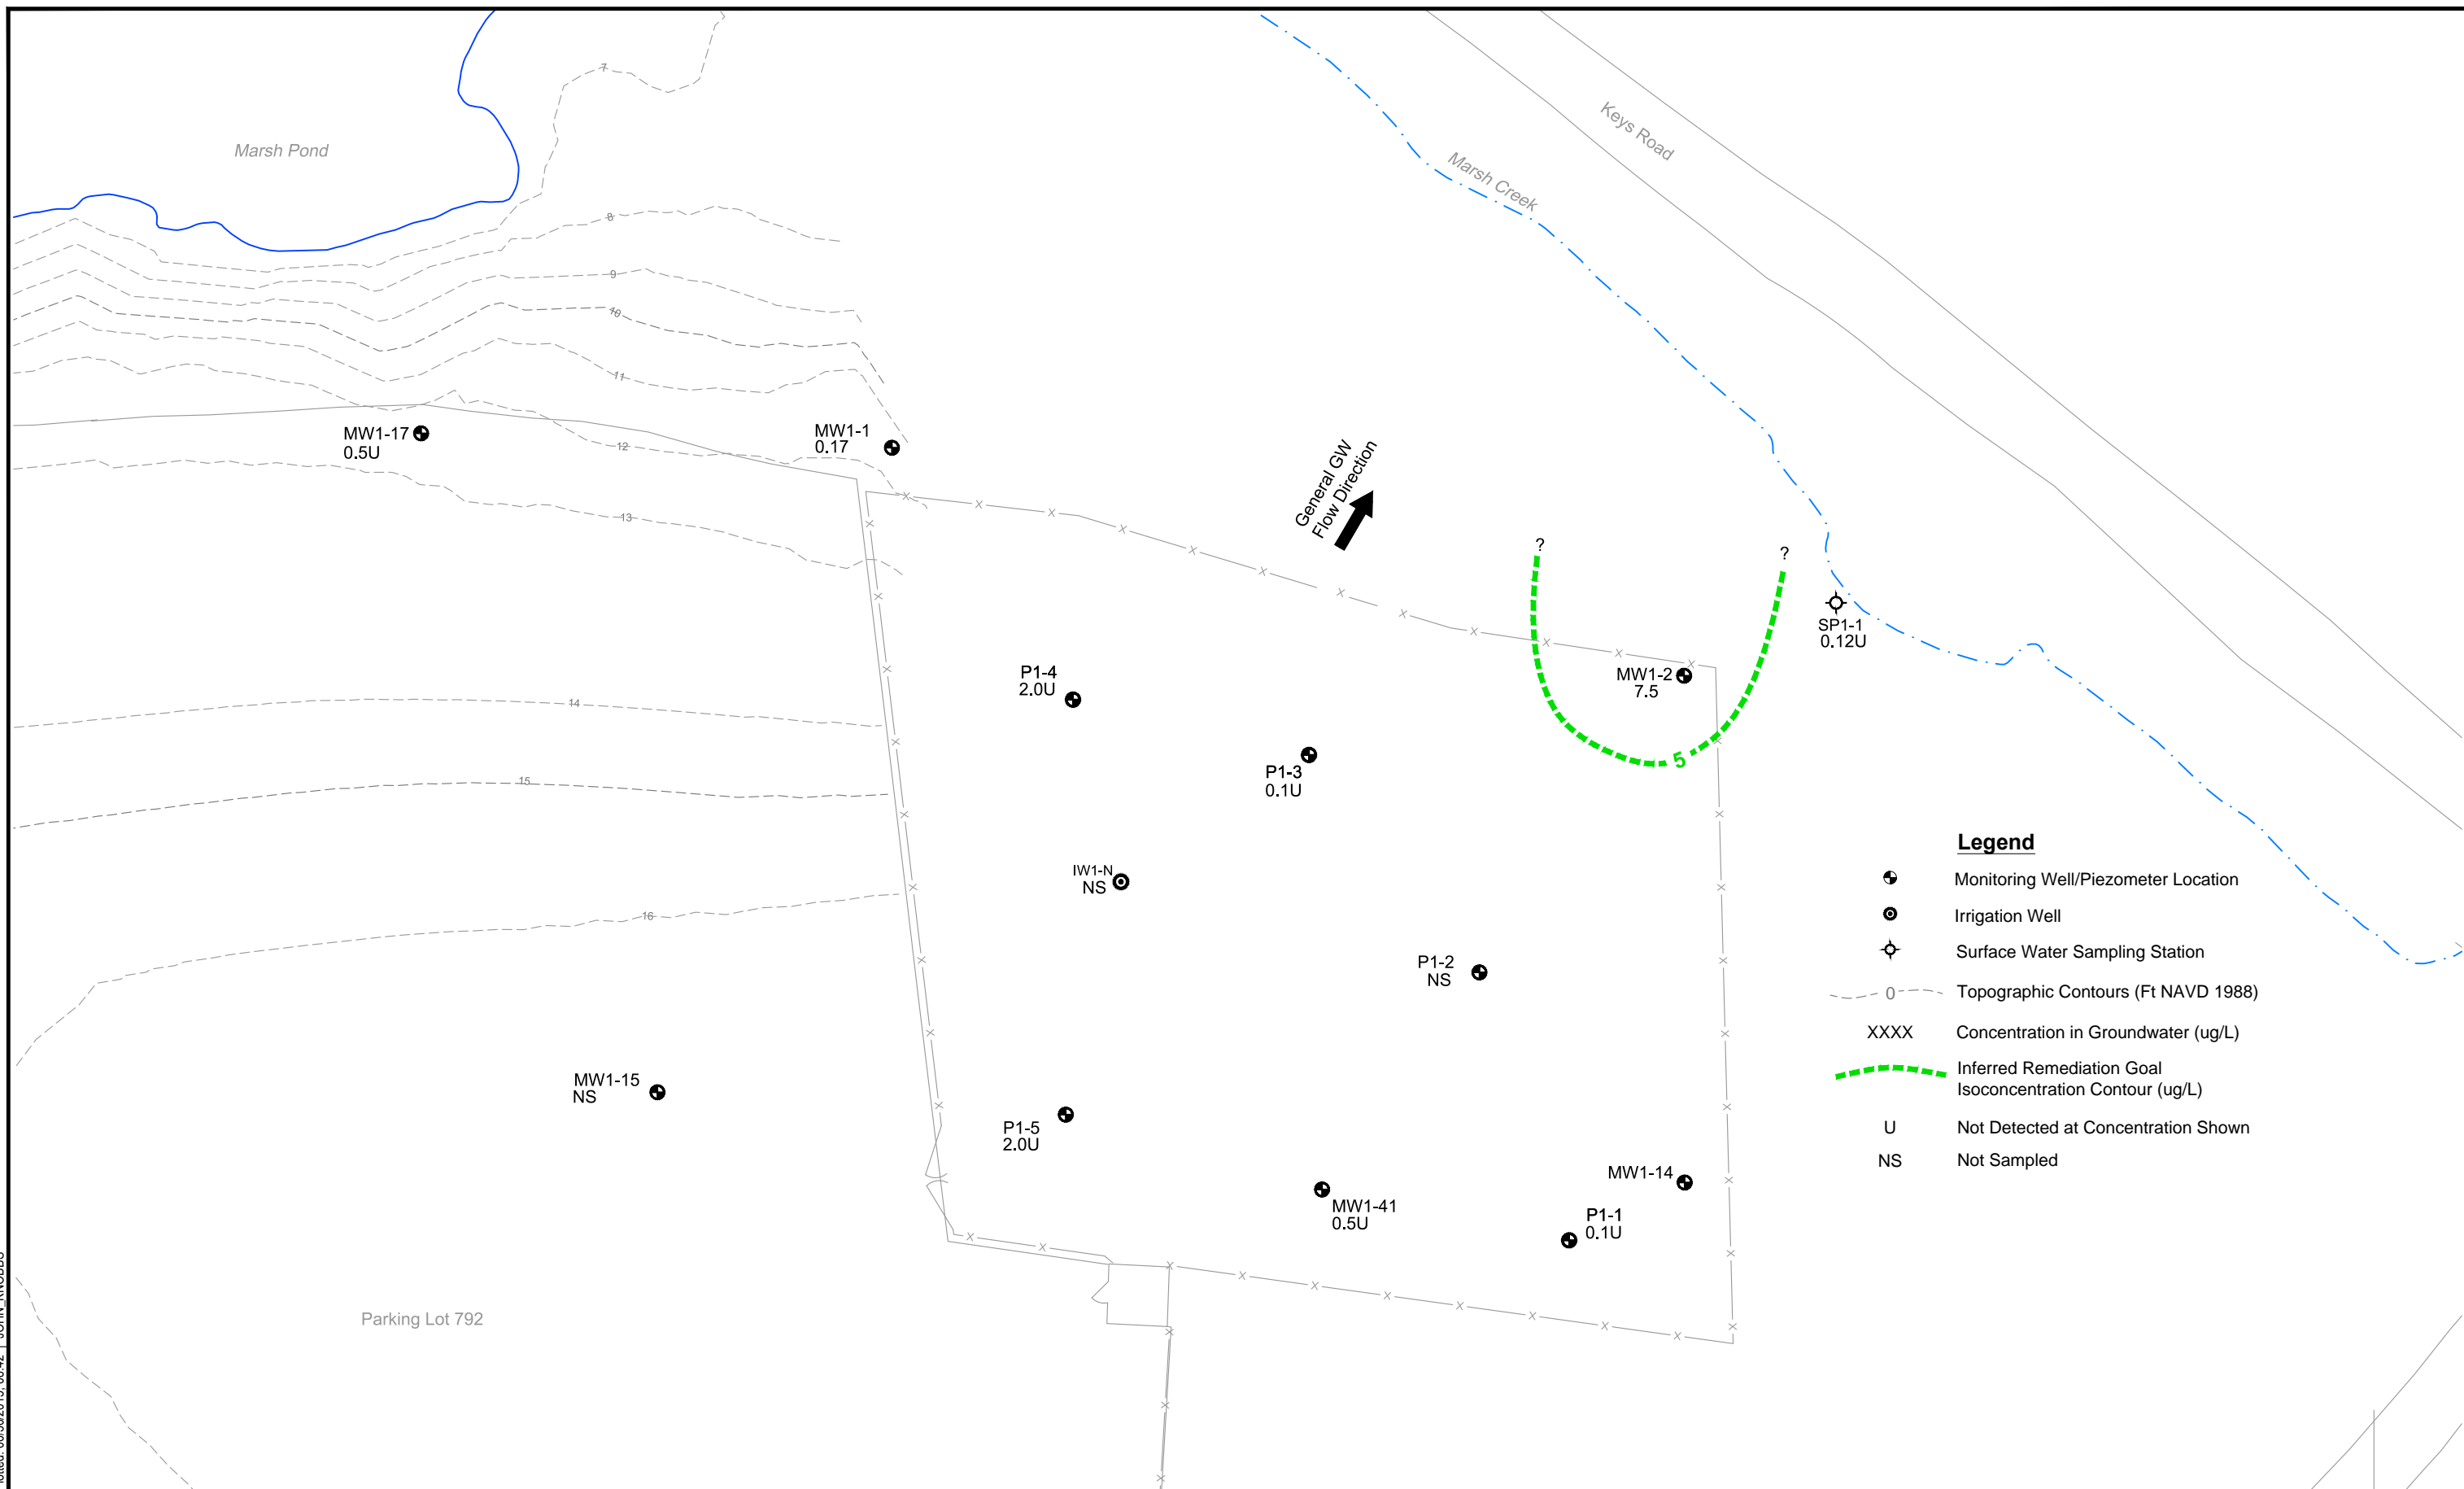 7
Marsh Pond
Keys Road
Marsh Creek
8
9
10
11
12
13
MW1-17
0.5U
MW1-1
0.17
General GW
Flow Direction
?
?
SP1-1
0.12U
P1-4
2.0U
MW1-2
7.5
14
5
P1-3
0.1U
15
IW1-N
NS
16
P1-2
NS
MW1-15
NS
P1-5
2.0U
MW1-41
0.5U
MW1-14
P1-1
0.1U
Parking Lot 792
Legend
Monitoring Well/Piezometer Location
Irrigation Well
Surface Water Sampling Station
0 Topographic Contours (Ft NAVD 1988)
XXXX Concentration in Groundwater (ug/L)
Inferred Remediation Goal
Isoconcentration Contour (ug/L)
U Not Detected at Concentration Shown
NS Not Sampled